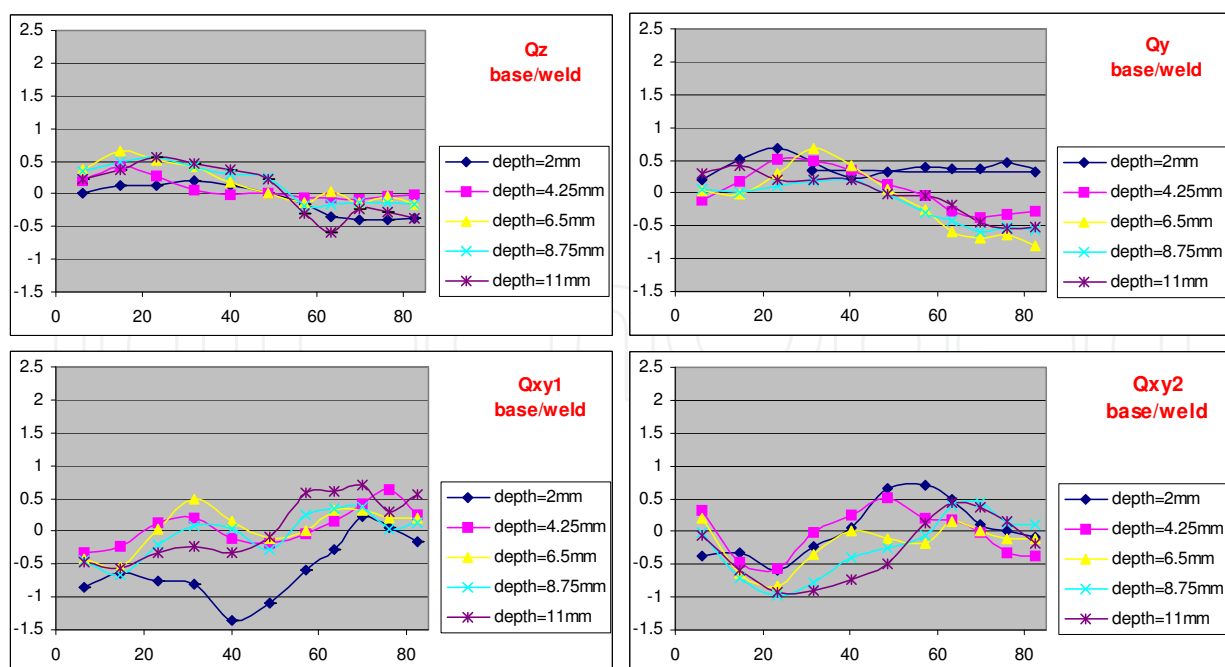 Qz
base/weld
2.5
2
1.5
1
0.5
0
-0.5
-1
-1.5
0 20 40 60 80
depth=2mm
depth=4.25mm
depth=6.5mm
depth=8.75mm
depth=11mm
Qy
base/weld
2.5
2
1.5
1
0.5
0
-0.5
-1
-1.5
0 20 40 60 80
depth=2mm
depth=4.25mm
depth=6.5mm
depth=8.75mm
depth=11mm
Qxy1
base/weld
2.5
2
1.5
1
0.5
0
-0.5
-1
-1.5
0 20 40 60 80
depth=2mm
depth=4.25mm
depth=6.5mm
depth=8.75mm
depth=11mm
Qxy2
base/weld
2.5
2
1.5
1
0.5
0
-0.5
-1
-1.5
0 20 40 60 80
depth=2mm
depth=4.25mm
depth=6.5mm
depth=8.75mm
depth=11mm